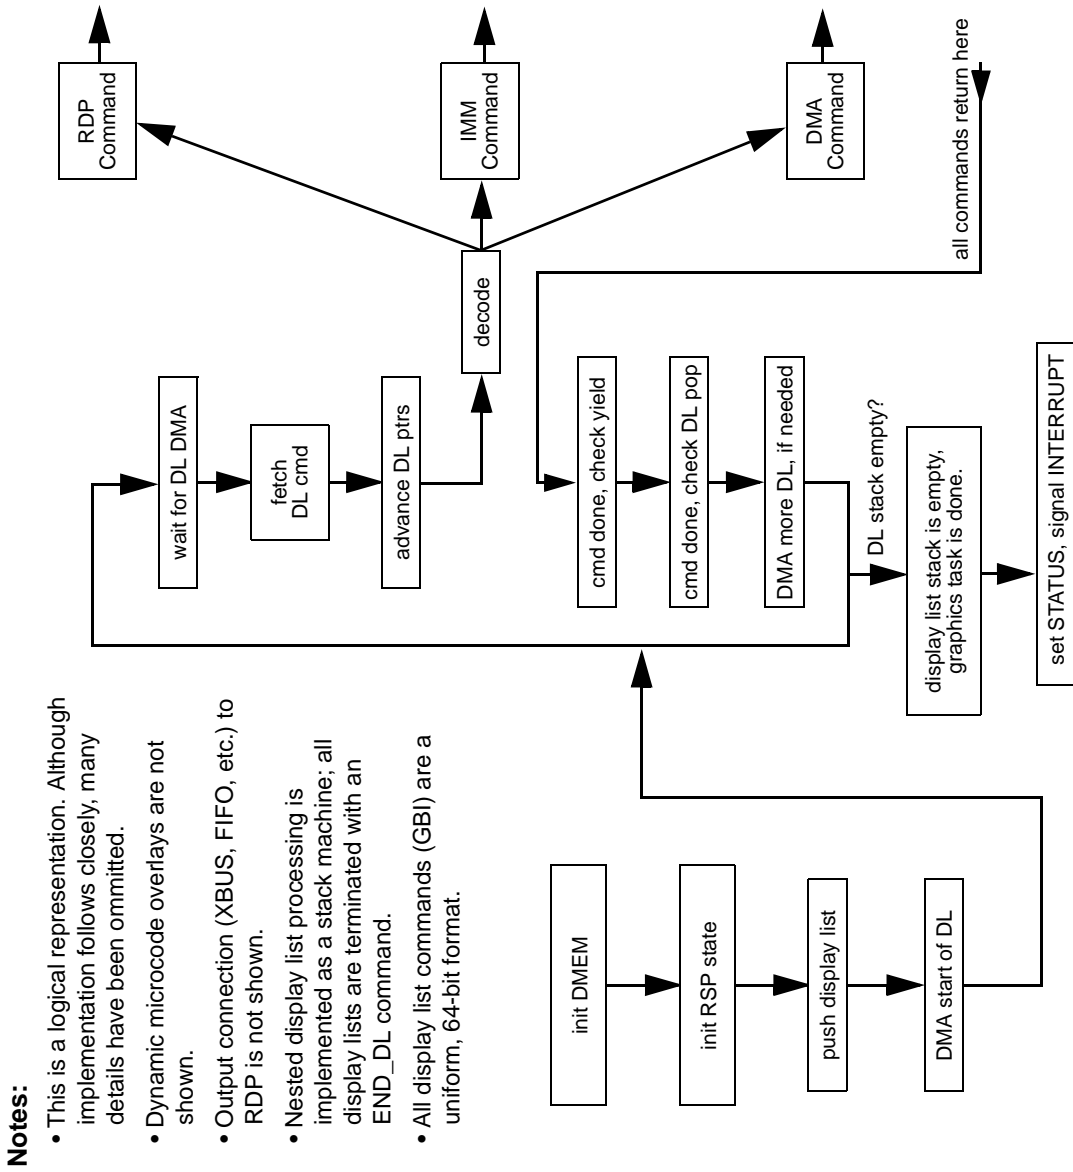 Notes:
• This is a logical representation. Although
implementation follows closely, many
details have been ommitted.
• Dynamic microcode overlays are not
shown.
• Output connection (XBUS, FIFO, etc.) to
RDP is not shown.
• Nested display list processing is
implemented as a stack machine; all
display lists are terminated with an
END_DL command.
• All display list commands (GBI) are a
uniform, 64-bit format.
init DMEM
init RSP state
push display list
DMA start of DL
wait for DL DMA
fetch
DL cmd
advance DL ptrs
decode
RDP
Command
IMM
Command
DMA
Command
all commands return here
cmd done, check yield
cmd done, check DL pop
DMA more DL, if needed
DL stack empty?
display list stack is empty,
graphics task is done.
set STATUS, signal INTERRUPT